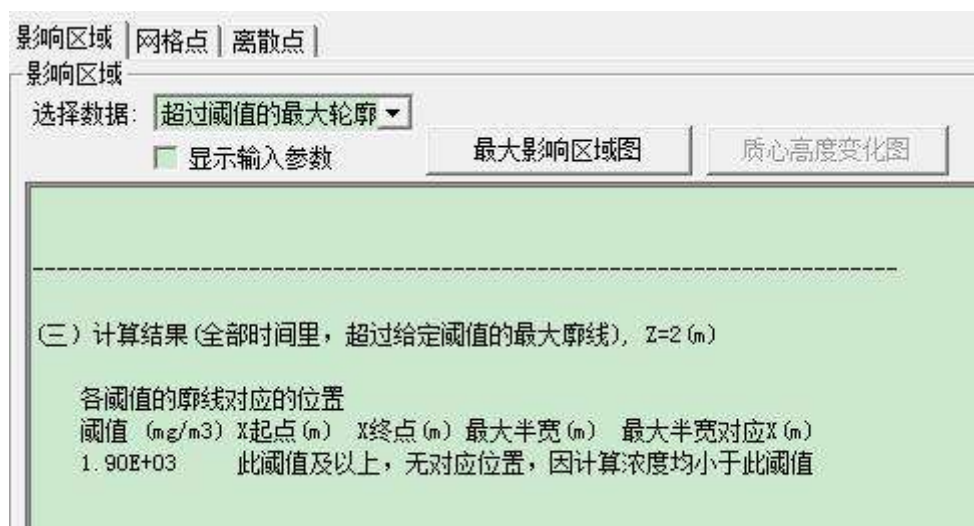 影响区域 网格点 离散点
影响区域
选择数据: 超过阈值的最大轮廓
显示输入参数 最大影响区域图 质心高度变化图
(三) 计算结果(全部时间里，超过给定阈值的最大廓线), Z=2(m)
各阈值的廓线对应的位置
阈值 (mg/m3) X起点(m) X终点(m) 最大半宽(m) 最大半宽对应X(m)
1.90E+03 此阈值及以上，无对应位置，因计算浓度均小于此阈值